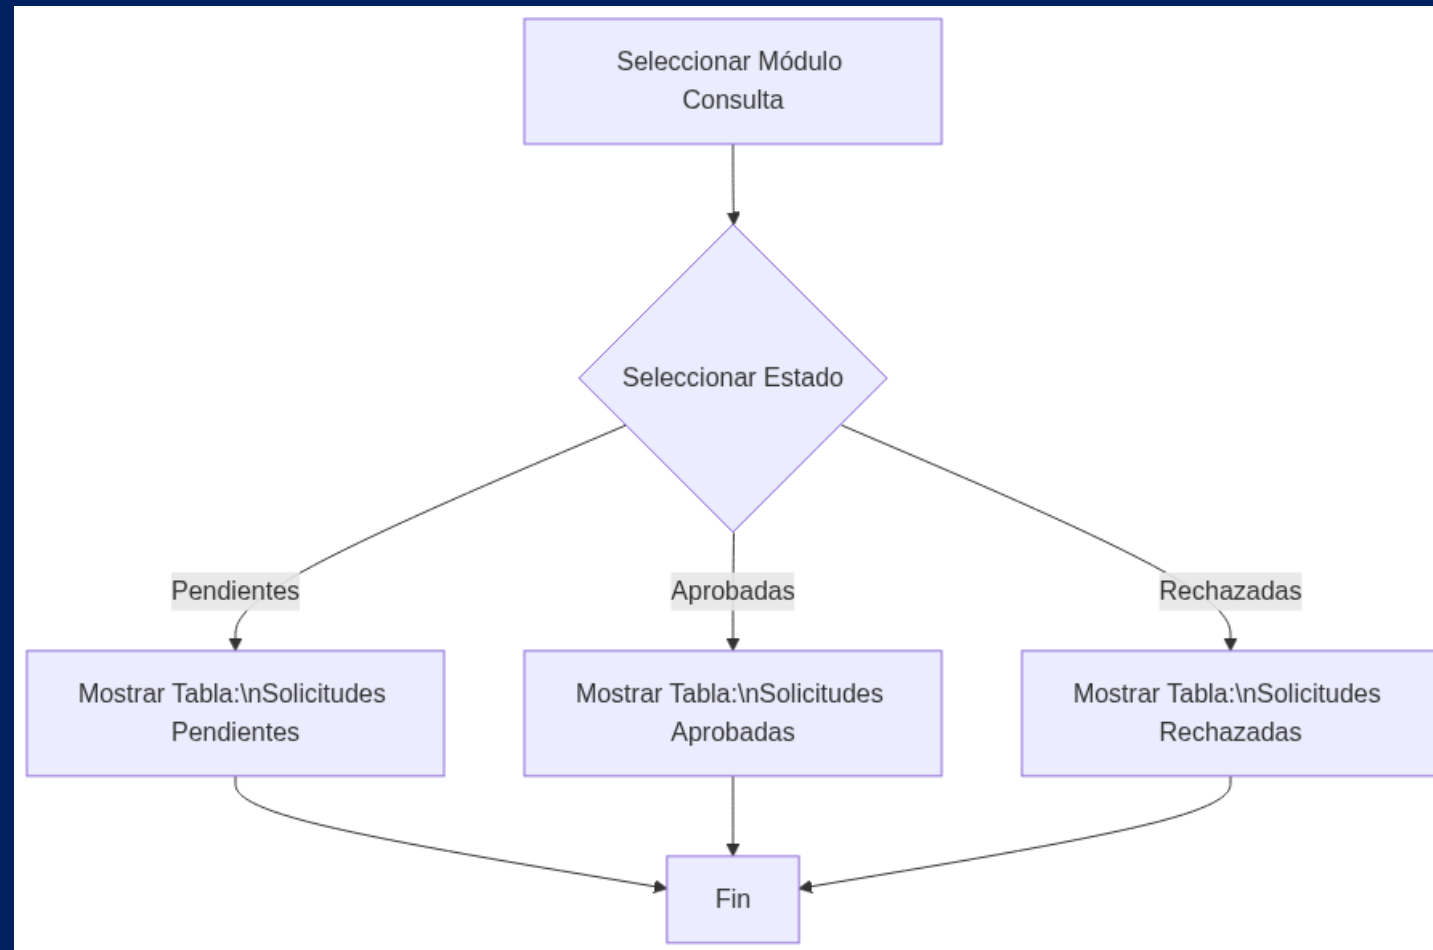 Seleccionar Módulo
Consulta
Seleccionar Estado
Pendientes
Aprobadas
Rechazadas
Mostrar Tabla:\nSolicitudes
Pendientes
Mostrar Tabla:\nSolicitudes
Aprobadas
Mostrar Tabla:\nSolicitudes
Rechazadas
Fin